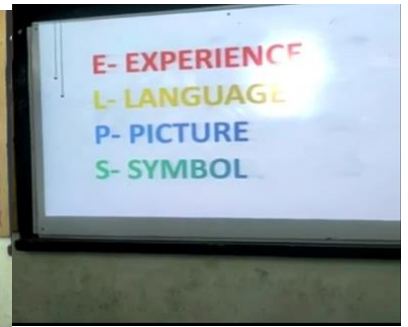 E- EXPERIENCE
L- LANGUAGE
P- PICTURE
S- SYMBOL